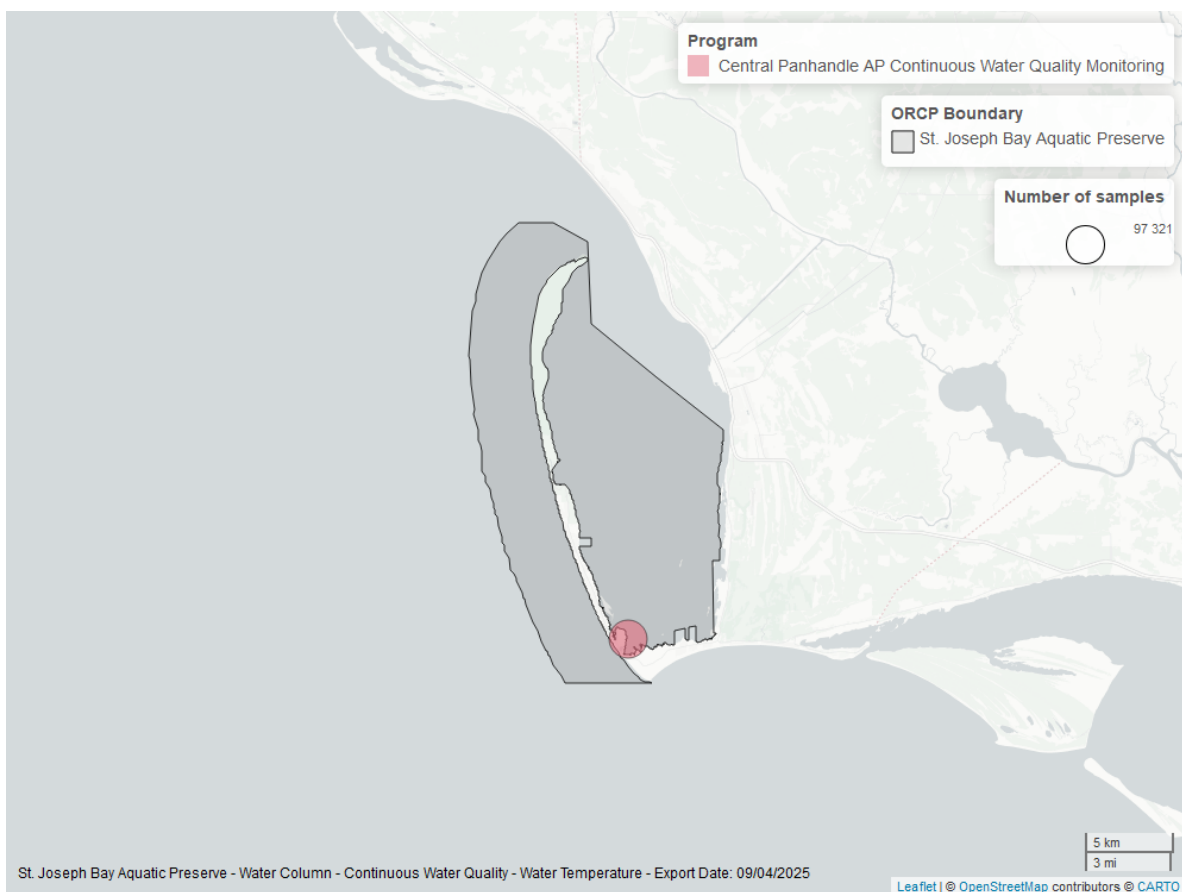 Program
Central Panhandle AP Continuous Water Quality Monitoring
ORCP Boundary
St. Joseph Bay Aquatic Preserve
Number of samples
97 321
5 km
3 mi
St. Joseph Bay Aquatic Preserve - Water Column - Continuous Water Quality - Water Temperature - Export Date: 09/04/2025
Leaflet | © OpenStreetMap contributors © CARTO